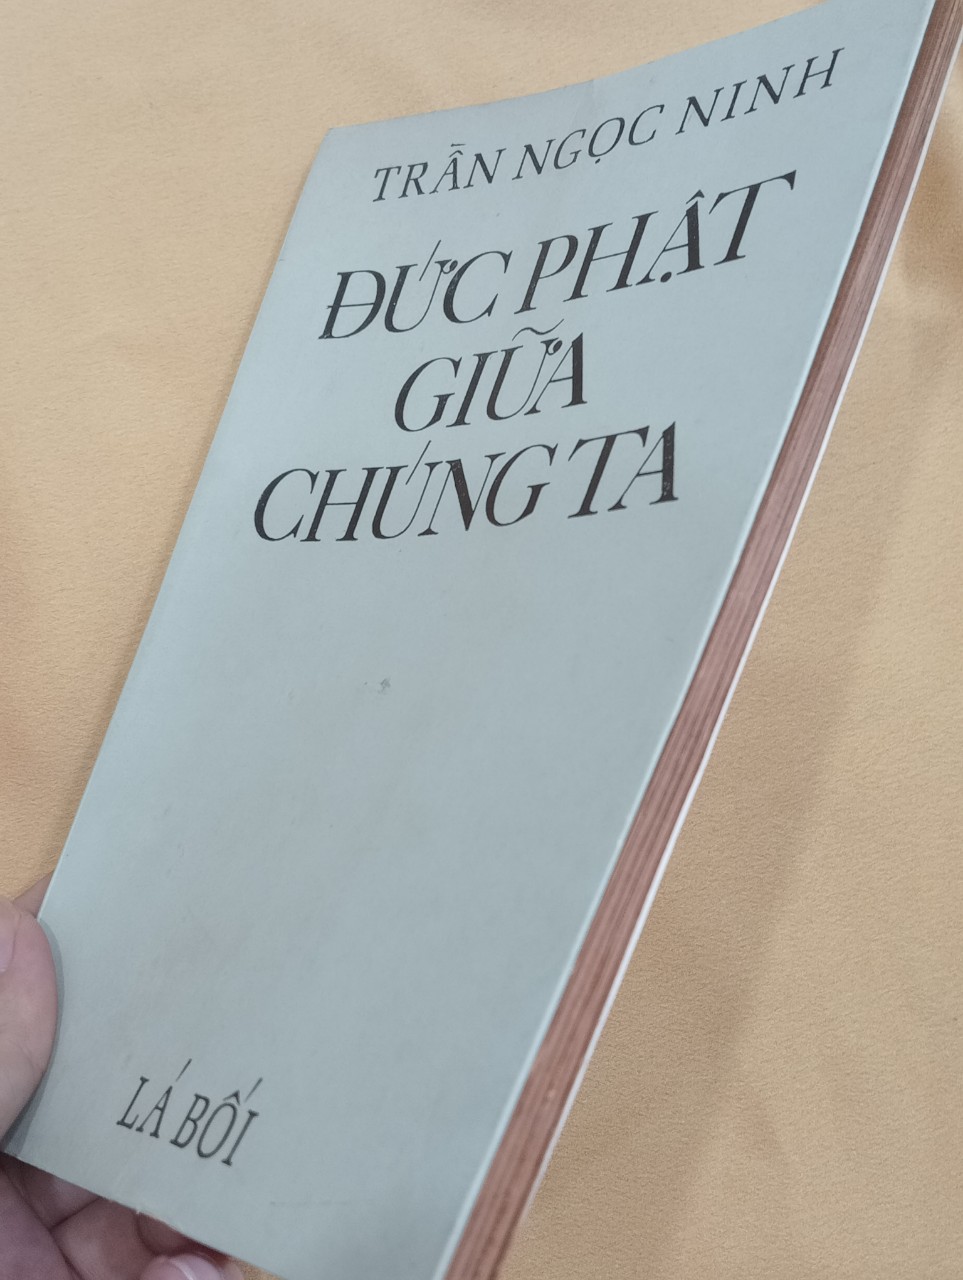 TRẦN NGỌC NINH
ĐỨC PHẬT
GIỮA
CHÚNG TA
LÁ BỐI